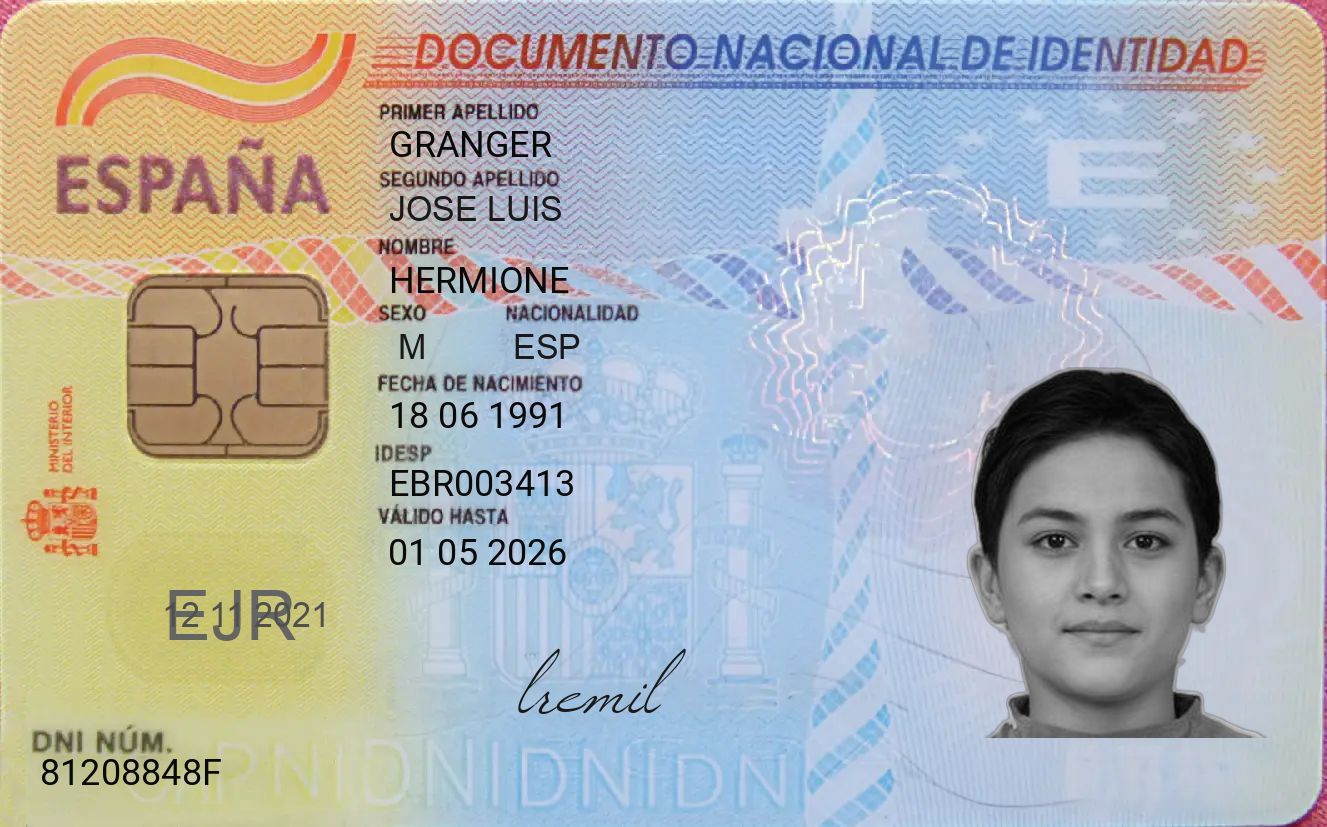 DOCUMENTO NACIONAL DE IDENTIDAD
ESPAÑA
PRIMER APELLIDO
GRANGER
SEGUNDO APELLIDO
JOSE LUIS
NOMBRE
HERMIONE
SEXO NACIONALIDAD
M ESP
FECHA DE NACIMIENTO
18 06 1991
IDESP
EBR003413
VÁLIDO HASTA
01 05 2026
MINISTERIO
DEL INTERIOR
E
EJR
12 11 2021
lremil
DNI NÚM.
81208848F